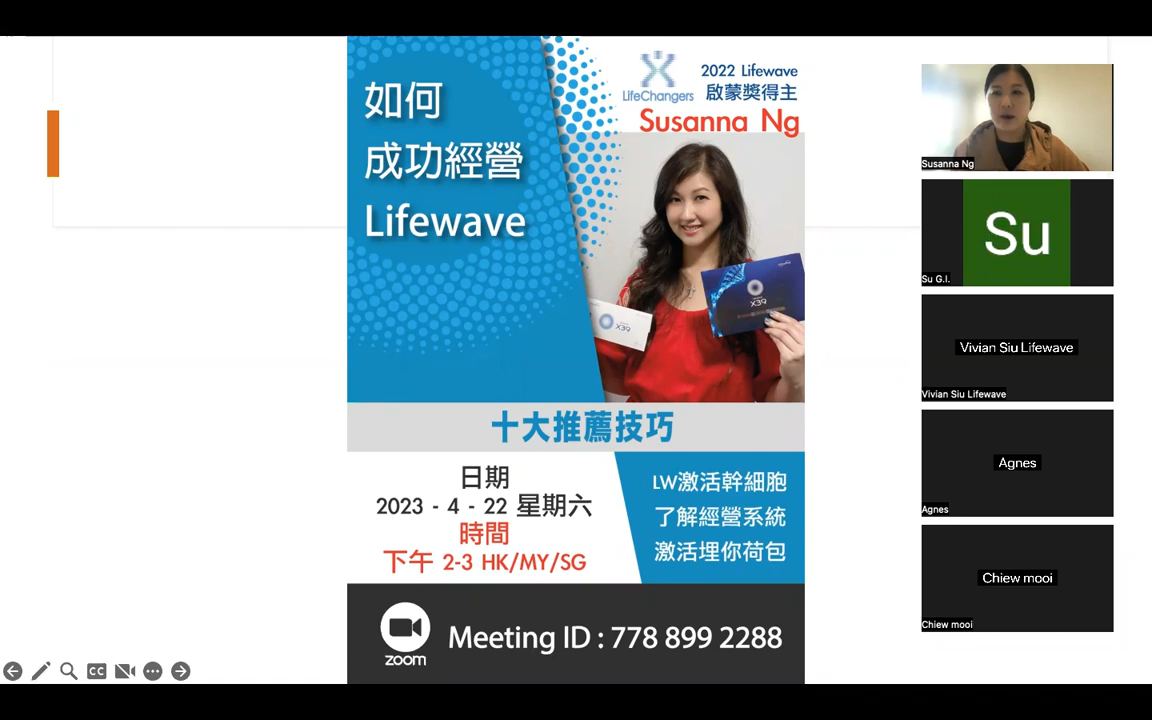 如何
成功經營
Lifewave
LifeChangers
2022 Lifewave
啟蒙獎得主
Susanna Ng
X39
X39
十大推薦技巧
日期
2023 - 4 - 22 星期六
時間
下午 2-3 HK/MY/SG
LW激活幹細胞
了解經營系統
激活埋你荷包
zoom
Meeting ID : 778 899 2288
CC
Susanna Ng
Su
Su G.I.
Vivian Siu Lifewave
Vivian Siu Lifewave
Agnes
Agnes
Chiew mooi
Chiew mooi